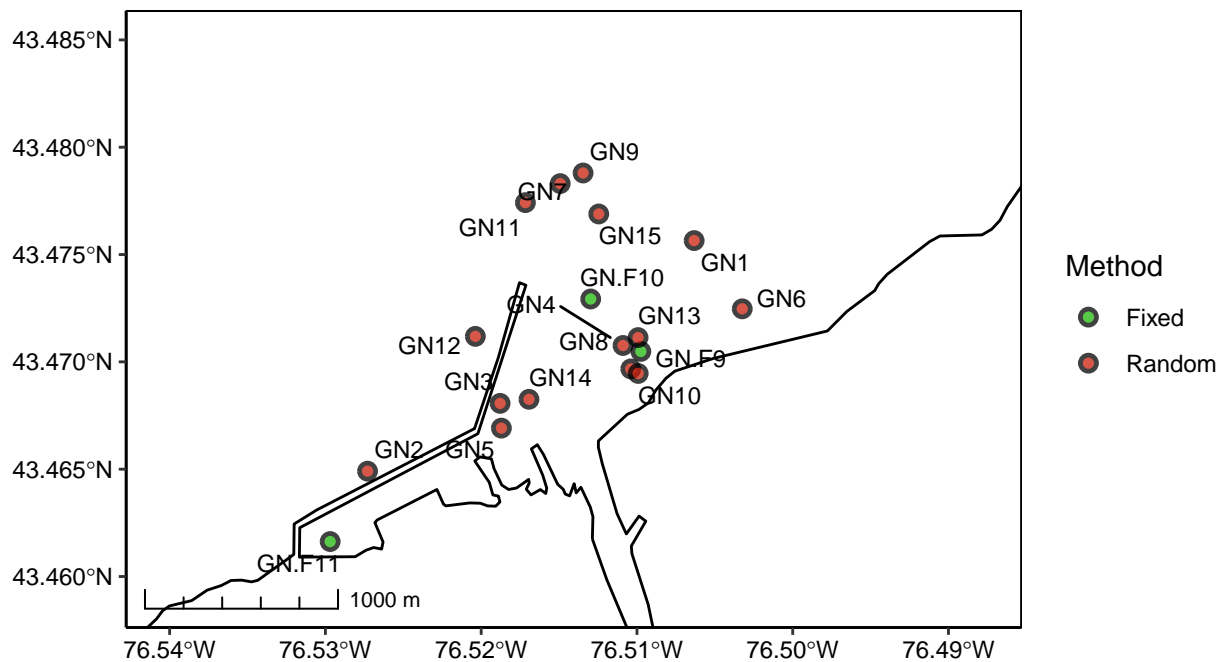 43.485°N
43.480°N
43.475°N
43.470°N
43.465°N
43.460°N
GN9
GN7
GN11
GN15
GN1
GN.F10
GN4
GN6
GN13
GN8
GN12
GN.F9
GN3
GN14
GN10
GN2
GN5
GN.F11
1000 m
76.54°W
76.53°W
76.52°W
76.51°W
76.50°W
76.49°W
Method
Fixed
Random